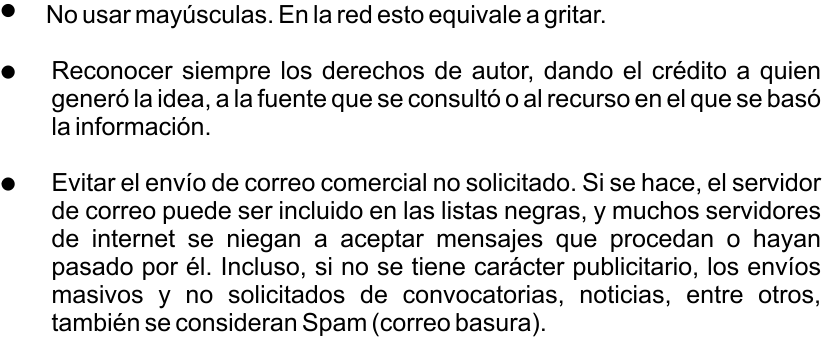 ● No usar mayúsculas. En la red esto equivale a gritar.
● Reconocer siempre los derechos de autor, dando el crédito a quien
generó la idea, a la fuente que se consultó o al recurso en el que se basó
la información.
● Evitar el envío de correo comercial no solicitado. Si se hace, el servidor
de correo puede ser incluido en las listas negras, y muchos servidores
de internet se niegan a aceptar mensajes que procedan o hayan
pasado por él. Incluso, si no se tiene carácter publicitario, los envíos
masivos y no solicitados de convocatorias, noticias, entre otros,
también se consideran Spam (correo basura).